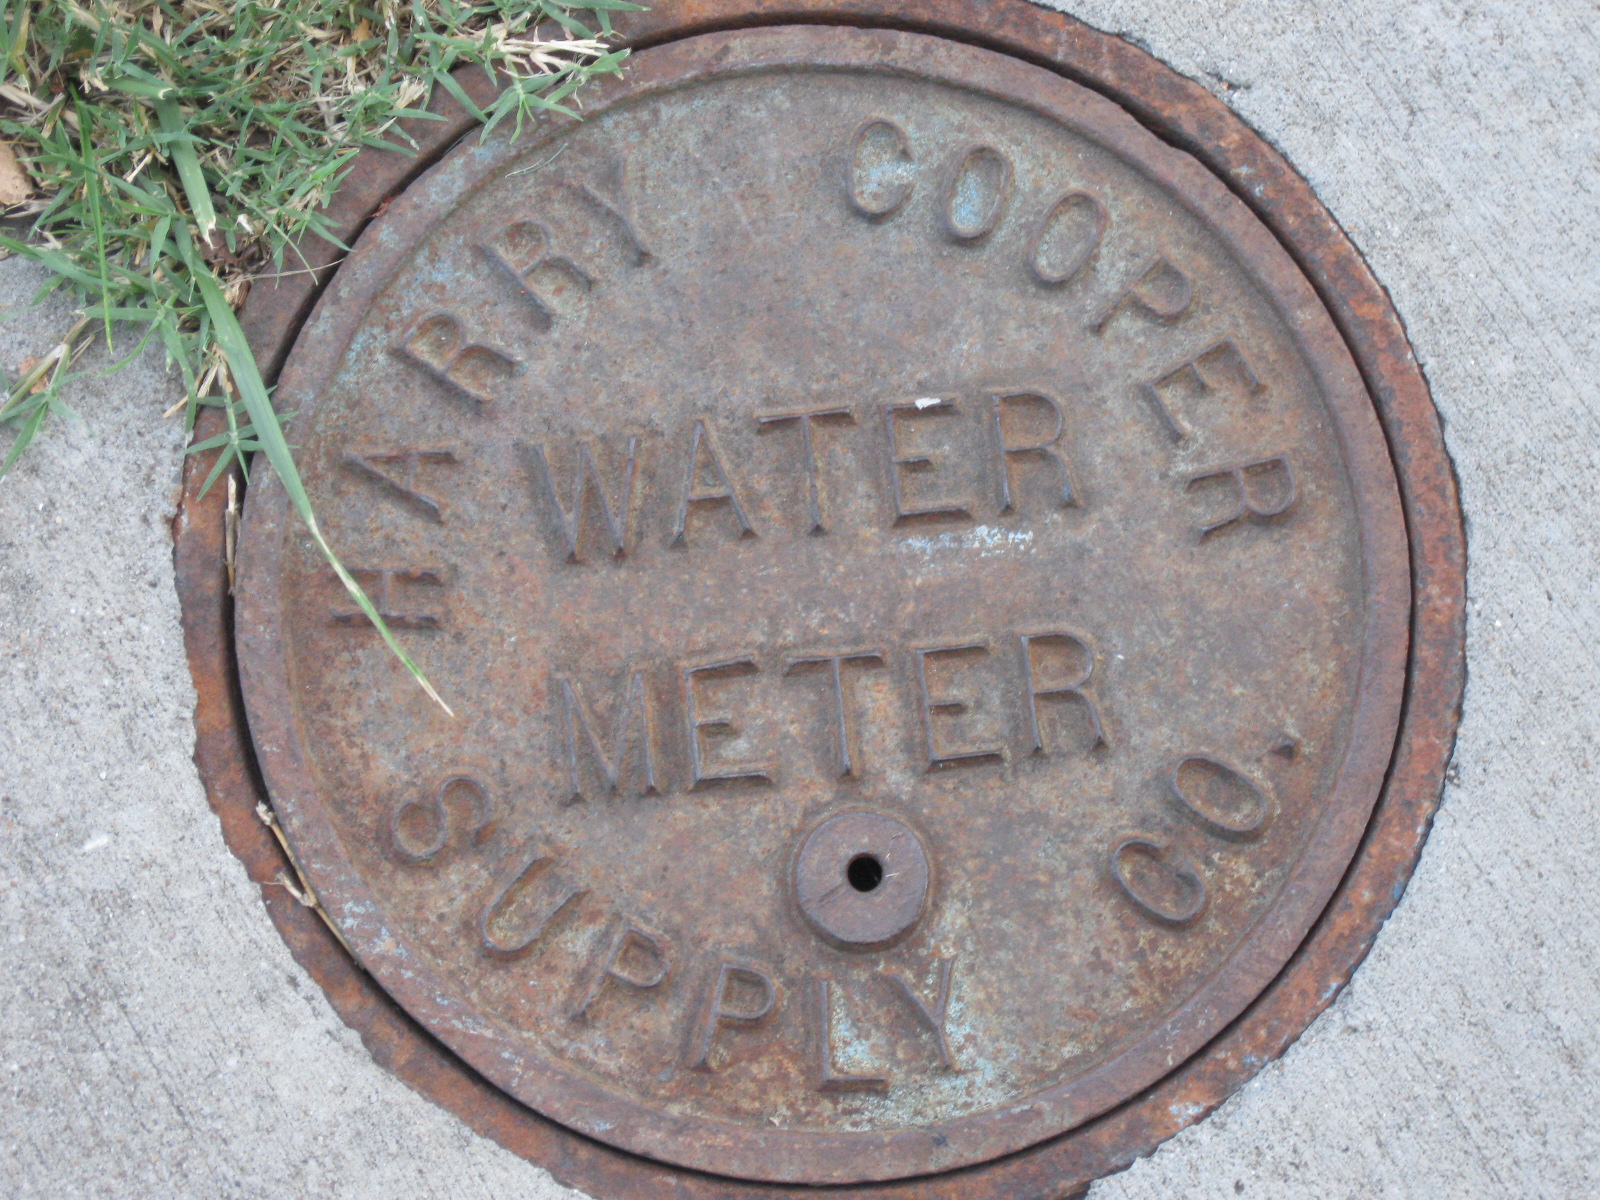 HARRY COOPER
WATER
METER
SUPPLY CO.